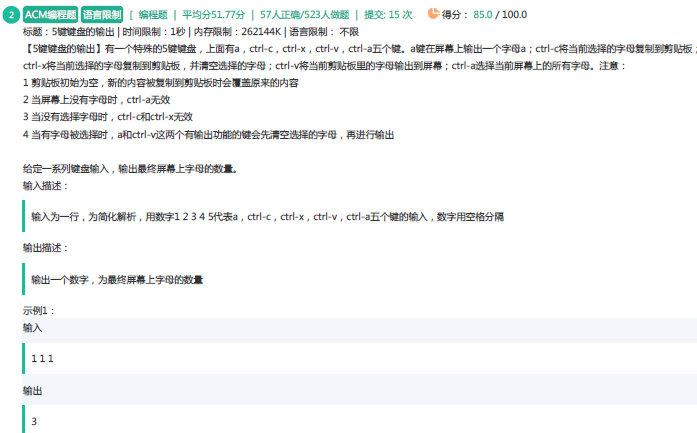 2 ACM编程题 语言限制 [ 编程题 | 平均分51.77分 | 57人正确/523人做题 | 提交: 15 次 得分： 85.0 / 100.0
标题：5键键盘的输出 | 时间限制：1秒 | 内存限制：262144K | 语言限制： 不限
【5键键盘的输出】有一个特殊的5键键盘，上面有a，ctrl-c，ctrl-x，ctrl-v，ctrl-a五个键。a键在屏幕上输出一个字母a；ctrl-c将当前选择的字母复制到剪贴板；
ctrl-x将当前选择的字母复制到剪贴板，并清空选择的字母；ctrl-v将当前剪贴板里的字母输出到屏幕；ctrl-a选择当前屏幕上的所有字母。注意：
1 剪贴板初始为空，新的内容被复制到剪贴板时会覆盖原来的内容
2 当屏幕上没有字母时，ctrl-a无效
3 当没有选择字母时，ctrl-c和ctrl-x无效
4 当有字母被选择时，a和ctrl-v这两个有输出功能的键会先清空选择的字母，再进行输出
给定一系列键盘输入，输出最终屏幕上字母的数量。
输入描述：
输入为一行，为简化解析，用数字1 2 3 4 5代表a，ctrl-c，ctrl-x，ctrl-v，ctrl-a五个键的输入，数字用空格分隔
输出描述：
输出一个数字，为最终屏幕上字母的数量
示例1：
输入
1 1 1
输出
3